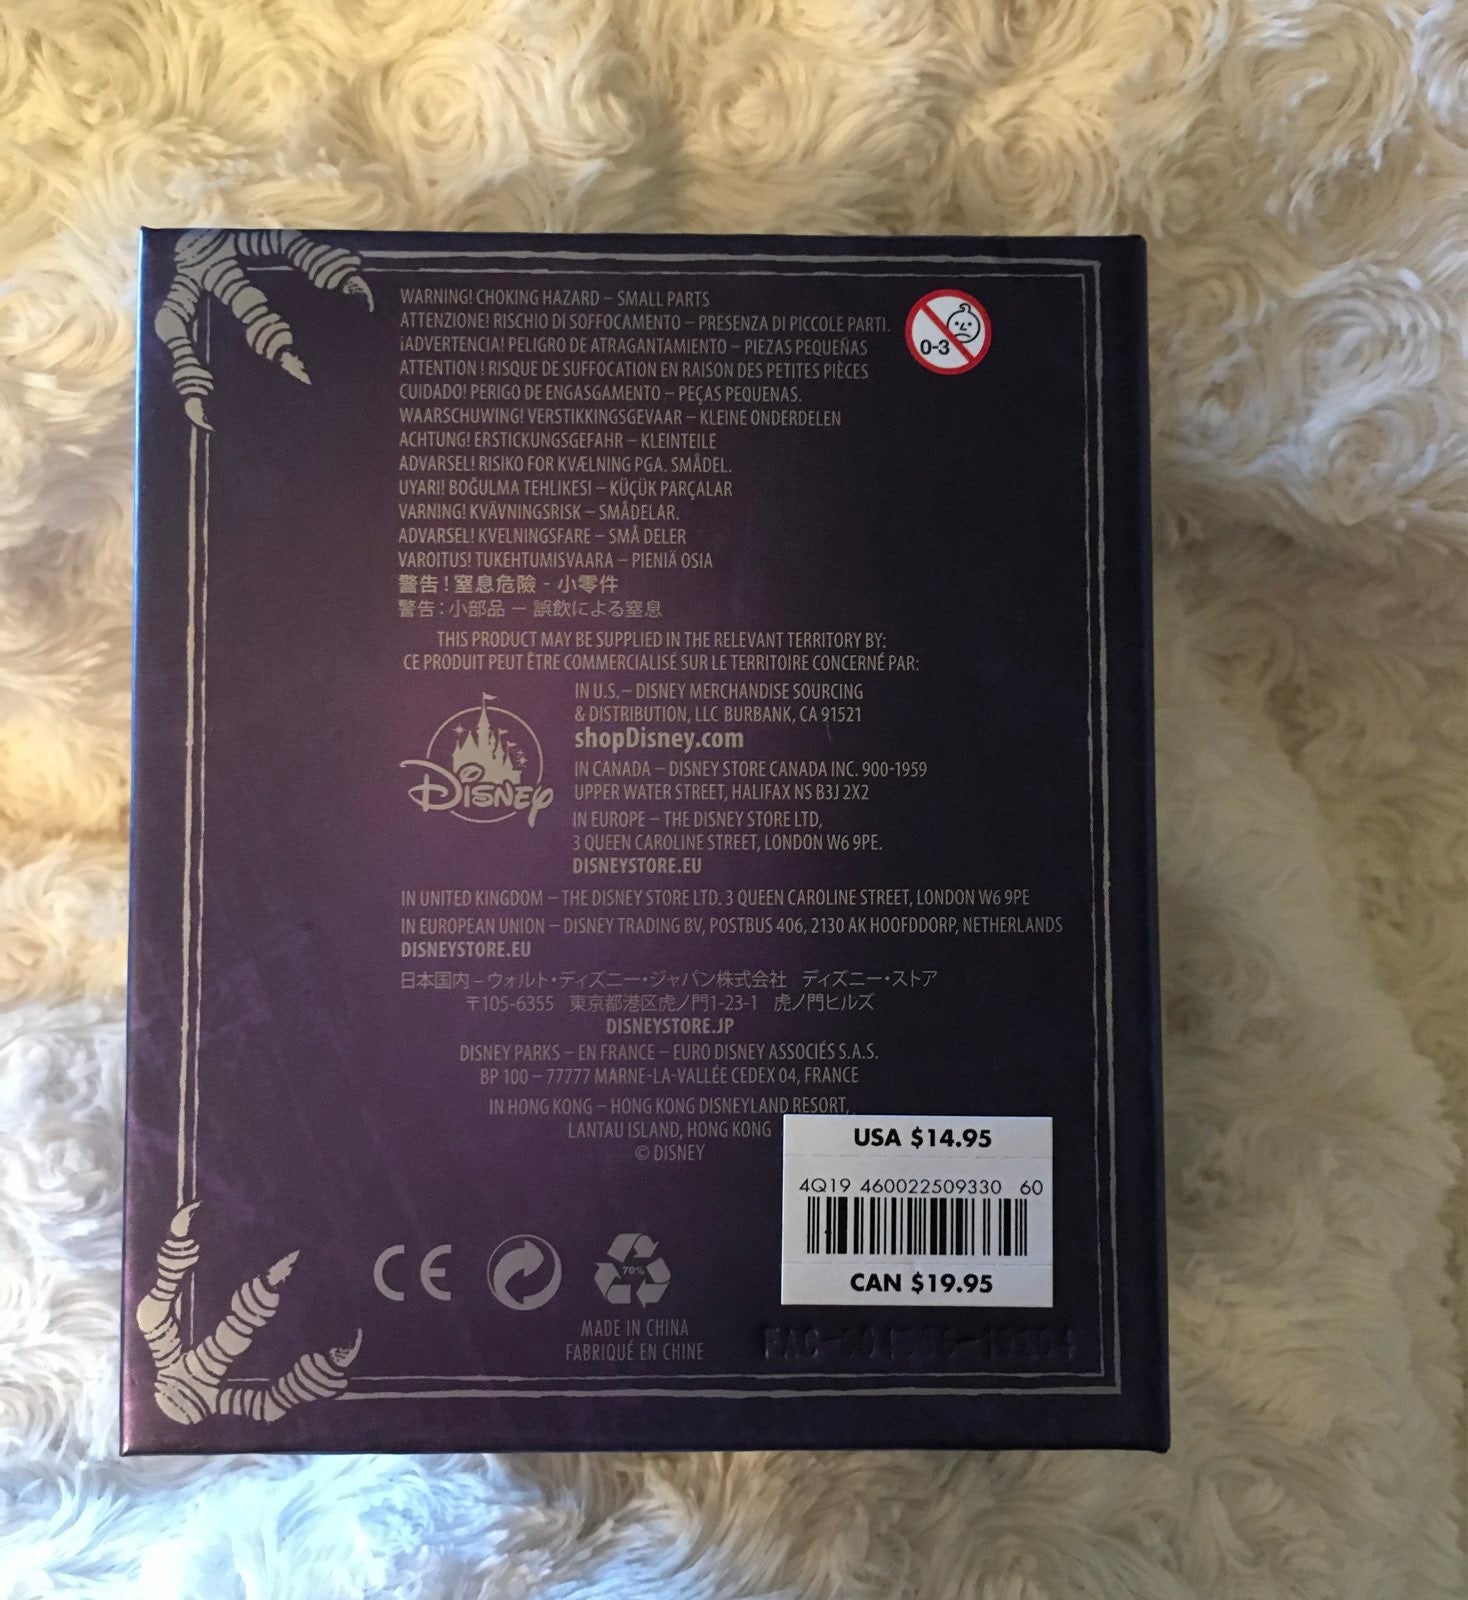 WARNING! CHOKING HAZARD – SMALL PARTS
ATTENZIONE! RISCHIO DI SOFFOCAMENTO – PRESENZA DI PICCOLE PARTI.
¡ADVERTENCIA! PELIGRO DE ATRAGANTAMIENTO – PIEZAS PEQUEÑAS
ATTENTION ! RISQUE DE SUFFOCATION EN RAISON DES PETITES PIÈCES
CUIDADO! PERIGO DE ENGASGAMENTO – PEÇAS PEQUENAS.
WAARSCHUWING! VERSTIKKINGSGEVAAR – KLEINE ONDERDELEN
ACHTUNG! ERSTICKUNGSGEFAHR – KLEINTEILE
ADVARSEL! RISIKO FOR KVÆLNING PGA. SMÅDEL.
UYARI! BOĞULMA TEHLIKESI – KÜÇÜK PARÇALAR
VARNING! KVÄVNINGSRISK – SMÅDELAR.
ADVARSEL! KVELNINGSFARE – SMÅ DELER
VAROITUS! TUKEHTUMISVAARA – PIENIÄ OSIA
警告！窒息危險 - 小零件
警告：小部品 － 誤飲による窒息
0-3
THIS PRODUCT MAY BE SUPPLIED IN THE RELEVANT TERRITORY BY:
CE PRODUIT PEUT ÊTRE COMMERCIALISÉ SUR LE TERRITOIRE CONCERNÉ PAR:
Disney
IN U.S. – DISNEY MERCHANDISE SOURCING
& DISTRIBUTION, LLC BURBANK, CA 91521
shopDisney.com
IN CANADA – DISNEY STORE CANADA INC. 900-1959
UPPER WATER STREET, HALIFAX NS B3J 2X2
IN EUROPE – THE DISNEY STORE LTD,
3 QUEEN CAROLINE STREET, LONDON W6 9PE.
DISNEYSTORE.EU
IN UNITED KINGDOM – THE DISNEY STORE LTD. 3 QUEEN CAROLINE STREET, LONDON W6 9PE
IN EUROPEAN UNION – DISNEY TRADING BV, POSTBUS 406, 2130 AK HOOFDDORP, NETHERLANDS
DISNEYSTORE.EU
日本国内 – ウォルト・ディズニー・ジャパン株式会社 ディズニー・ストア
〒105-6355 東京都港区虎ノ門1-23-1 虎ノ門ヒルズ
DISNEYSTORE.JP
DISNEY PARKS – EN FRANCE – EURO DISNEY ASSOCIÉS S.A.S.
BP 100 – 77777 MARNE-LA-VALLÉE CEDEX 04, FRANCE
IN HONG KONG – HONG KONG DISNEYLAND RESORT,
LANTAU ISLAND, HONG KONG
© DISNEY
USA $14.95
4Q19 460022509330 60
CAN $19.95
CE
70%
MADE IN CHINA
FABRIQUÉ EN CHINE